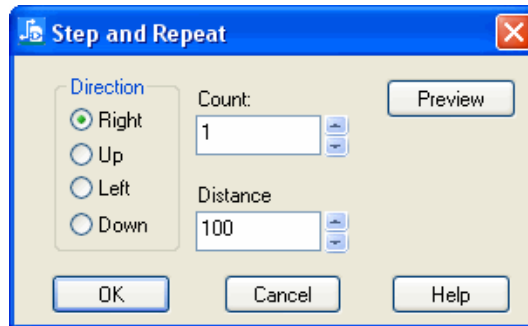 Step and Repeat
Direction
Right
Up
Left
Down
Count:
1
Distance
100
Preview
OK
Cancel
Help